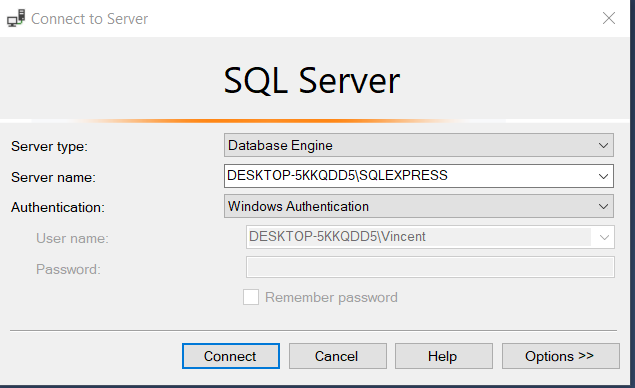 Connect to Server
SQL Server
Server type: Database Engine
Server name: DESKTOP-5KKQDD5\SQLEXPRESS
Authentication: Windows Authentication
User name: DESKTOP-5KKQDD5\Vincent
Password:
Remember password
Connect Cancel Help Options >>